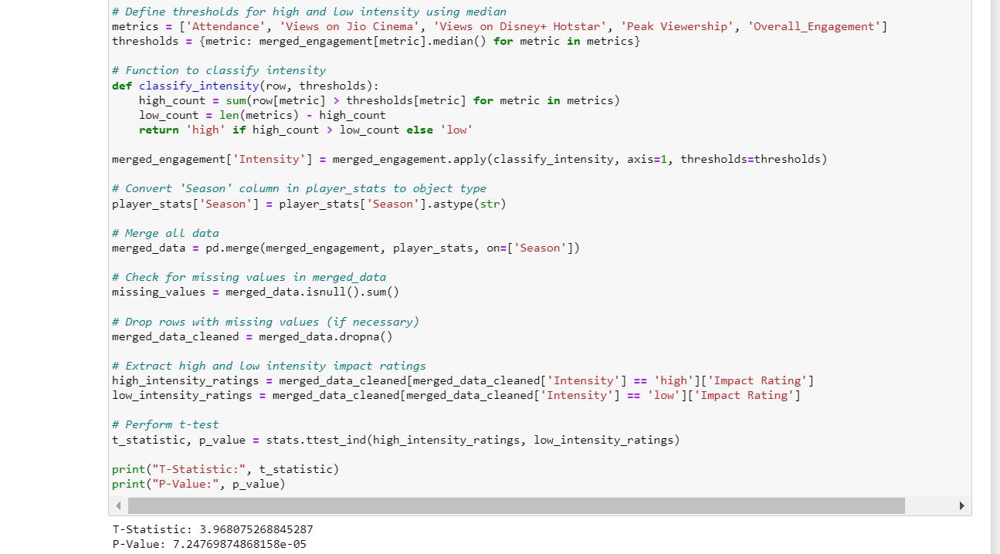 # Define thresholds for high and low intensity using median
metrics = ['Attendance', 'Views on Jio Cinema', 'Views on Disney+ Hotstar', 'Peak Viewership', 'Overall_Engagement']
thresholds = {metric: merged_engagement[metric].median() for metric in metrics}

# Function to classify intensity
def classify_intensity(row, thresholds):
    high_count = sum(row[metric] > thresholds[metric] for metric in metrics)
    low_count = len(metrics) - high_count
    return 'high' if high_count > low_count else 'low'

merged_engagement['Intensity'] = merged_engagement.apply(classify_intensity, axis=1, thresholds=thresholds)

# Convert 'Season' column in player_stats to object type
player_stats['Season'] = player_stats['Season'].astype(str)

# Merge all data
merged_data = pd.merge(merged_engagement, player_stats, on=['Season'])

# Check for missing values in merged_data
missing_values = merged_data.isnull().sum()

# Drop rows with missing values (if necessary)
merged_data_cleaned = merged_data.dropna()

# Extract high and low intensity impact ratings
high_intensity_ratings = merged_data_cleaned[merged_data_cleaned['Intensity'] == 'high']['Impact Rating']
low_intensity_ratings = merged_data_cleaned[merged_data_cleaned['Intensity'] == 'low']['Impact Rating']

# Perform t-test
t_statistic, p_value = stats.ttest_ind(high_intensity_ratings, low_intensity_ratings)

print("T-Statistic:", t_statistic)
print("P-Value:", p_value)
T-Statistic: 3.968075268845287
P-Value: 7.24769874868158e-05